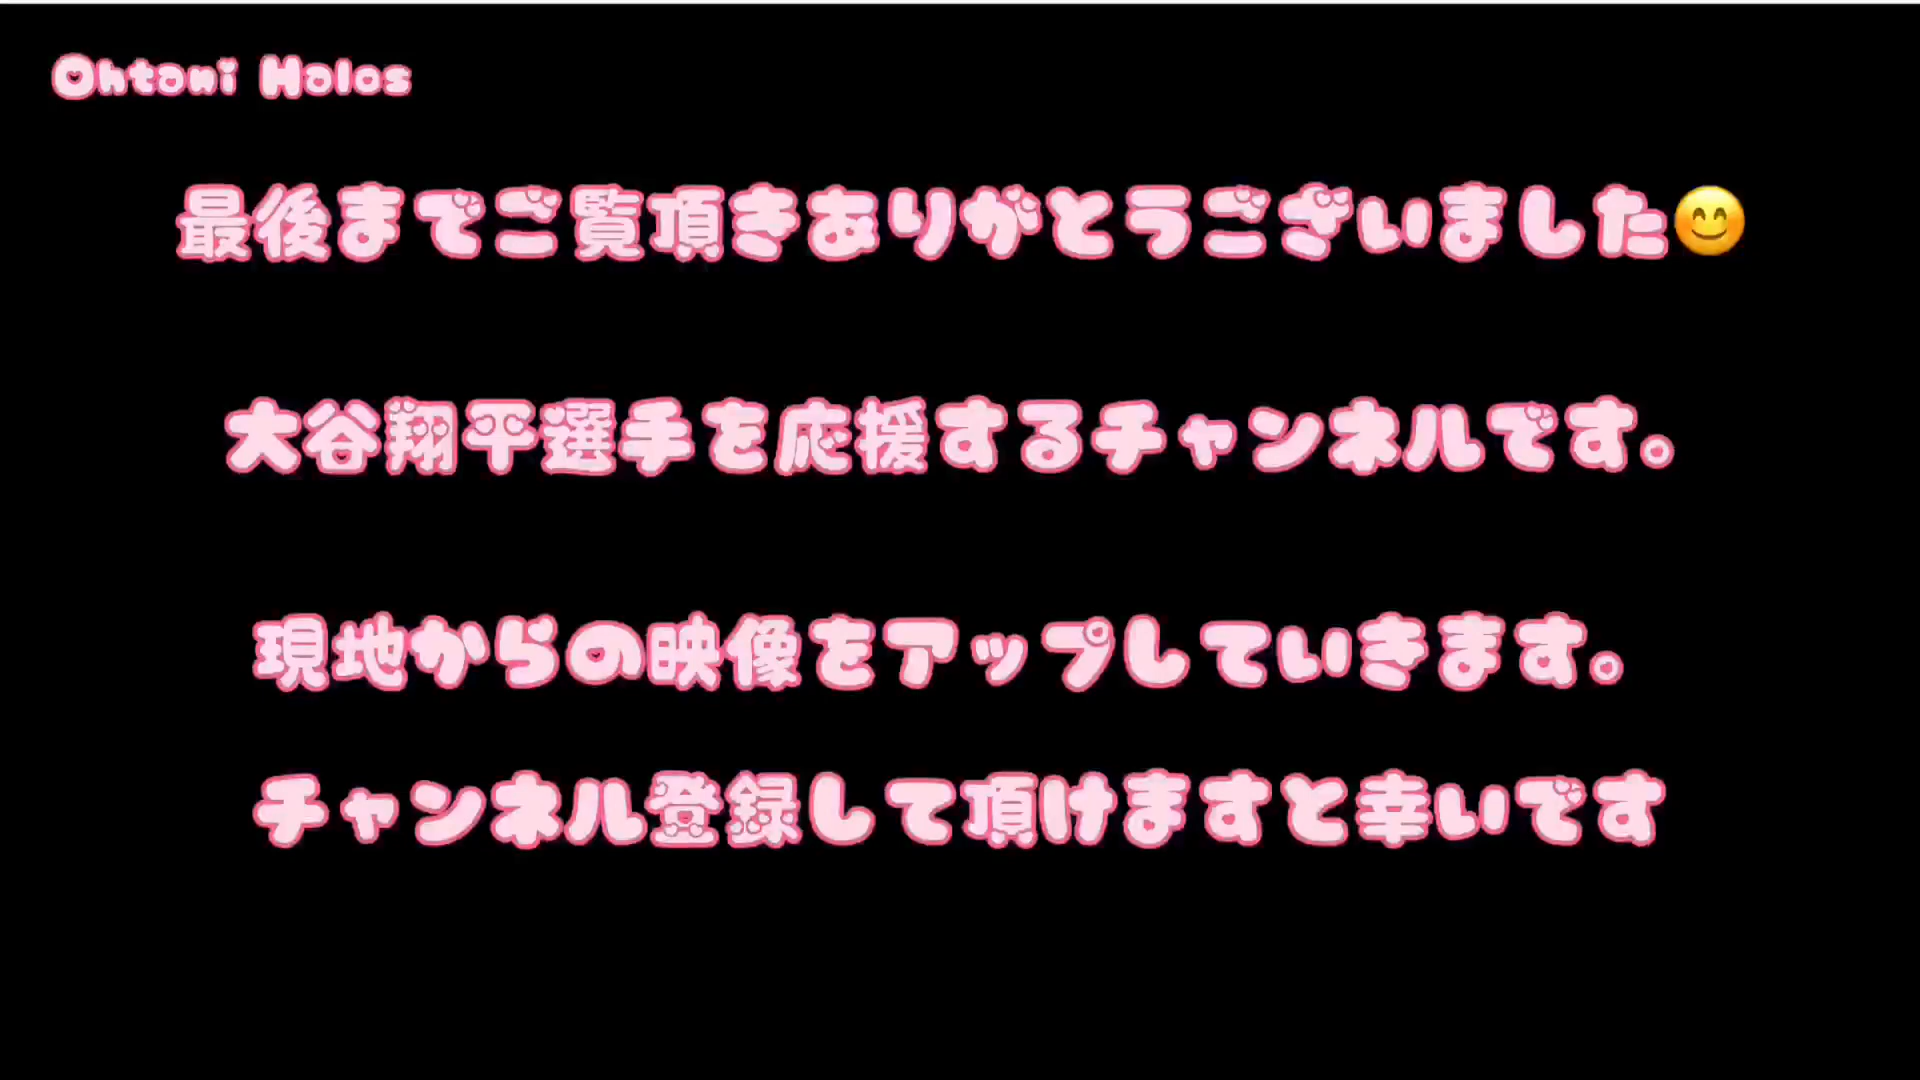 Ohtani Halos
最後までご覧頂きありがとうございました😊
大谷翔平選手を応援するチャンネルです。
現地からの映像をアップしていきます。
チャンネル登録して頂けますと幸いです